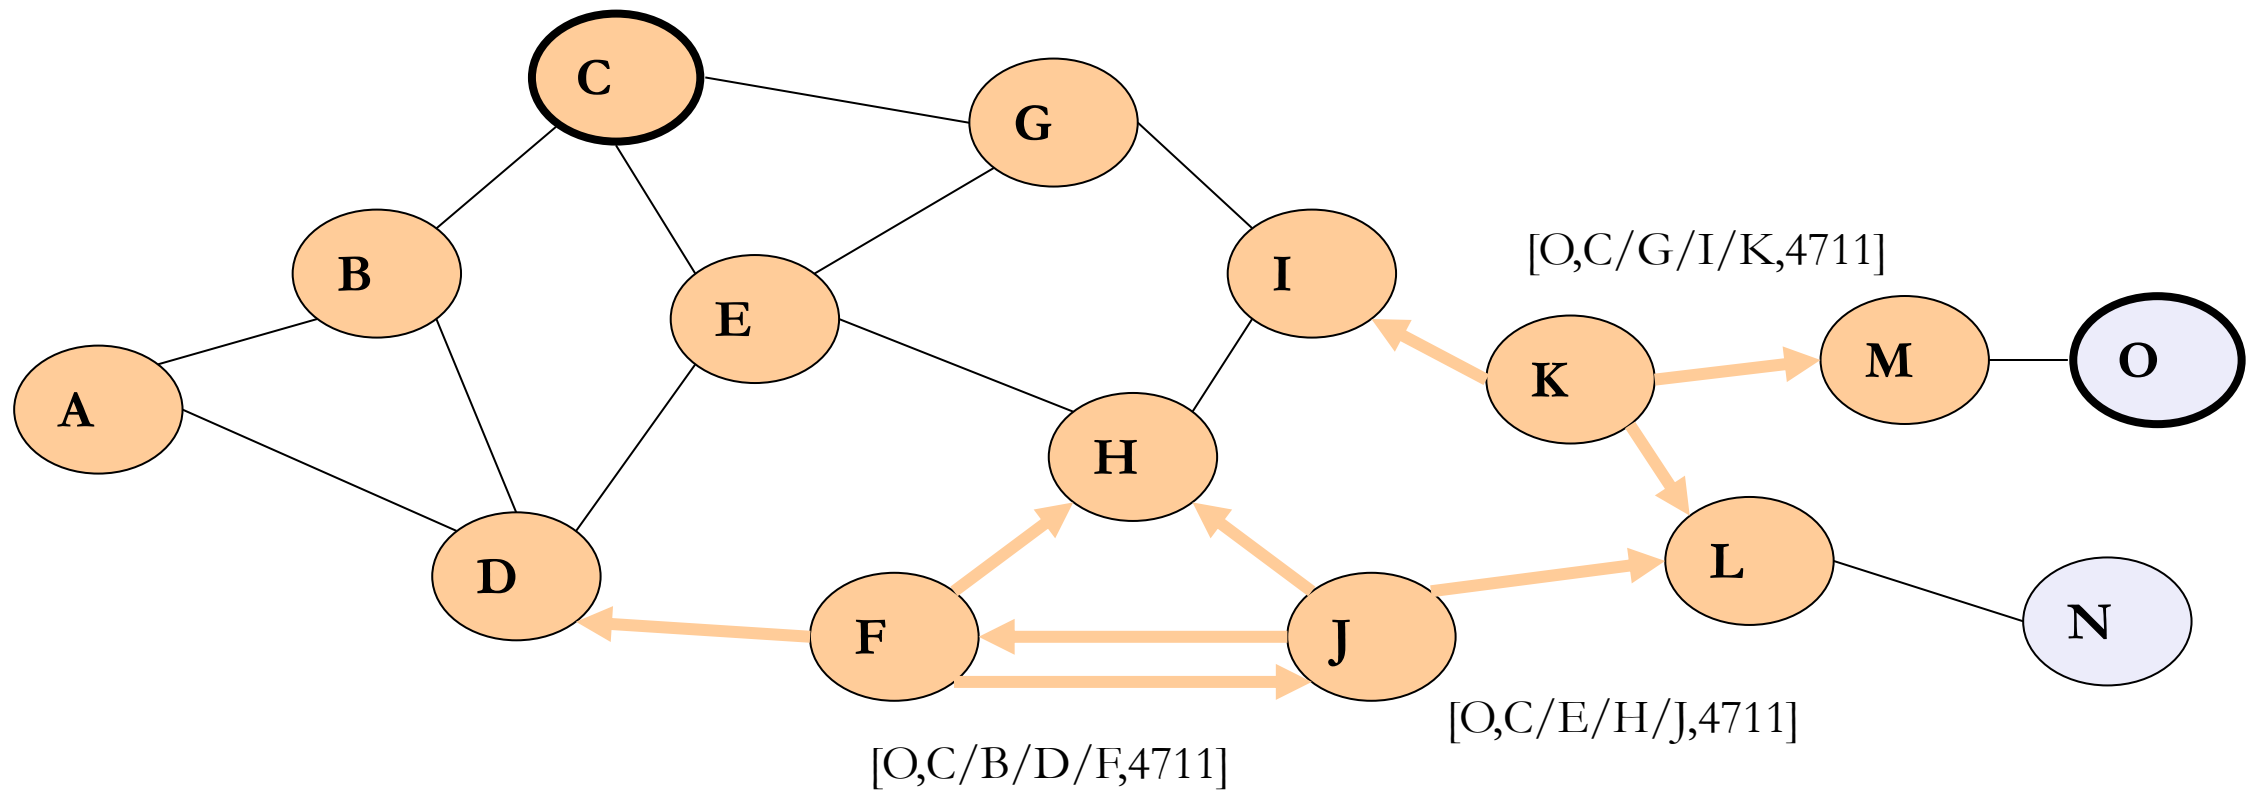 C
G
[O,C/G/I/K,4711]
B
I
E
M
O
K
A
H
L
D
N
F
J
[O,C/E/H/J,4711]
[O,C/B/D/F,4711]